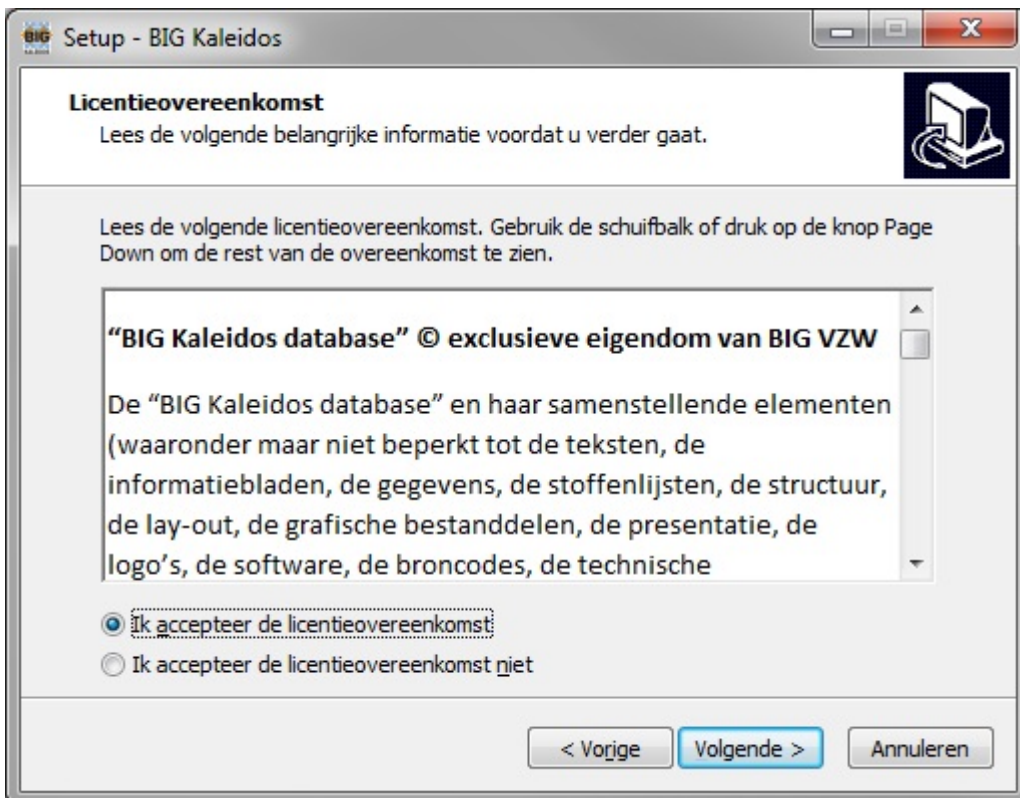 BIG Setup - BIG Kaleidos
Licentieovereenkomst
Lees de volgende belangrijke informatie voordat u verder gaat.
Lees de volgende licentieovereenkomst. Gebruik de schuifbalk of druk op de knop Page
Down om de rest van de overeenkomst te zien.
“BIG Kaleidos database” © exclusieve eigendom van BIG VZW
De “BIG Kaleidos database” en haar samenstellende elementen
(waaronder maar niet beperkt tot de teksten, de
informatiebladen, de gegevens, de stoffenlijsten, de structuur,
de lay-out, de grafische bestanddelen, de presentatie, de
logo’s, de software, de broncodes, de technische
Ik accepteer de licentieovereenkomst
Ik accepteer de licentieovereenkomst niet
< Vorige Volgende > Annuleren